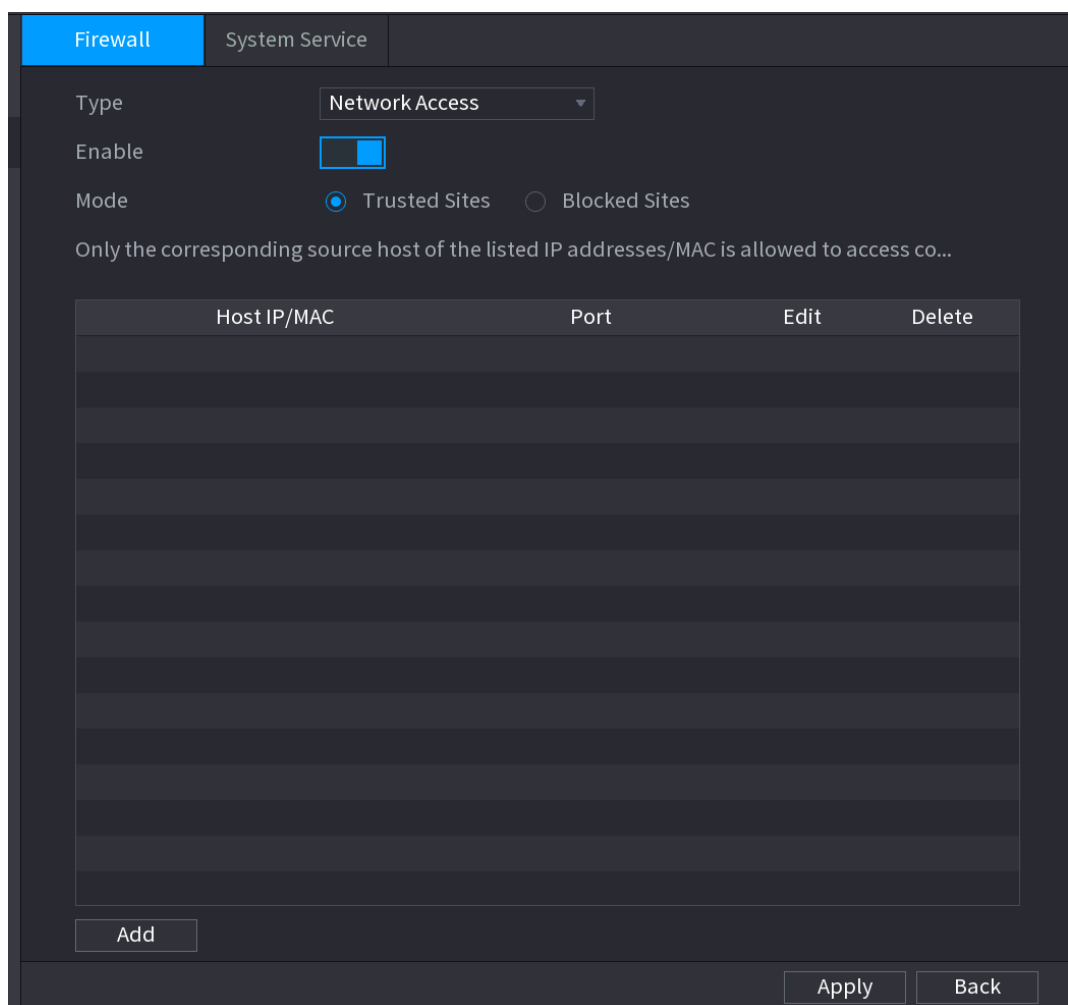 Firewall System Service
Type Network Access
Enable
Mode Trusted Sites Blocked Sites
Only the corresponding source host of the listed IP addresses/MAC is allowed to access co...
Host IP/MAC Port Edit Delete
Add
Apply Back